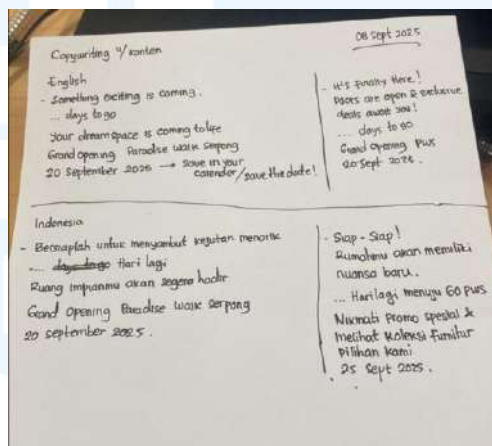 08 Sept 2025
Copywriting u/ konten
English
- Something exciting is coming.
... days to go
Your dream space is coming to life
Grand Opening Paradise walk serpong
20 September 2025 → Save in your
calender/save the date!
- It's Finally Here!
Doors are open & exclusive
deals await you!
... days to go
Grand Opening PWS
20 Sept 2025.
Indonesia
- Bersiaplah untuk menyambut kejutan menarik
.... days to go Hari lagi
Ruang impianmu akan segera hadir
Grand Opening Paradise walk serpong
20 september 2025.
- Siap - Siap!
Rumahmu akan memiliki
nuansa baru.
... Hari lagi menuju GO PWS
Nikmati Promo spesial &
melihat Koleksi furnitur
pilihan kami
25 Sept 2025.